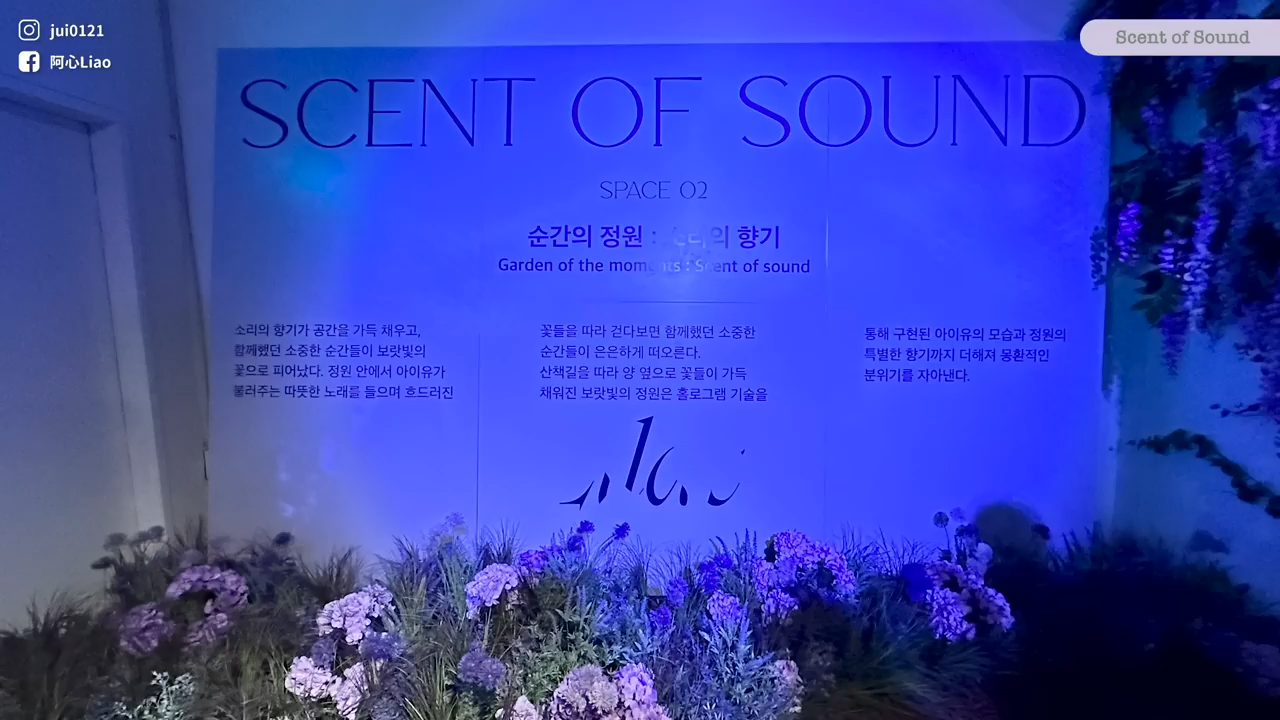 jui0121
阿心Liao
Scent of Sound
SCENT OF SOUND
SPACE 02
순간의 정원 : 소리의 향기
Garden of the moments : Scent of sound
소리의 향기가 공간을 가득 채우고,
함께했던 소중한 순간들이 보랏빛의
꽃으로 피어났다. 정원 안에서 아이유가
불러주는 따뜻한 노래를 들으며 흐드러진
꽃들을 따라 걷다보면 함께했던 소중한
순간들이 은은하게 떠오른다.
산책길을 따라 양 옆으로 꽃들이 가득
채워진 보랏빛의 정원은 홀로그램 기술을
통해 구현된 아이유의 모습과 정원의
특별한 향기까지 더해져 몽환적인
분위기를 자아낸다.